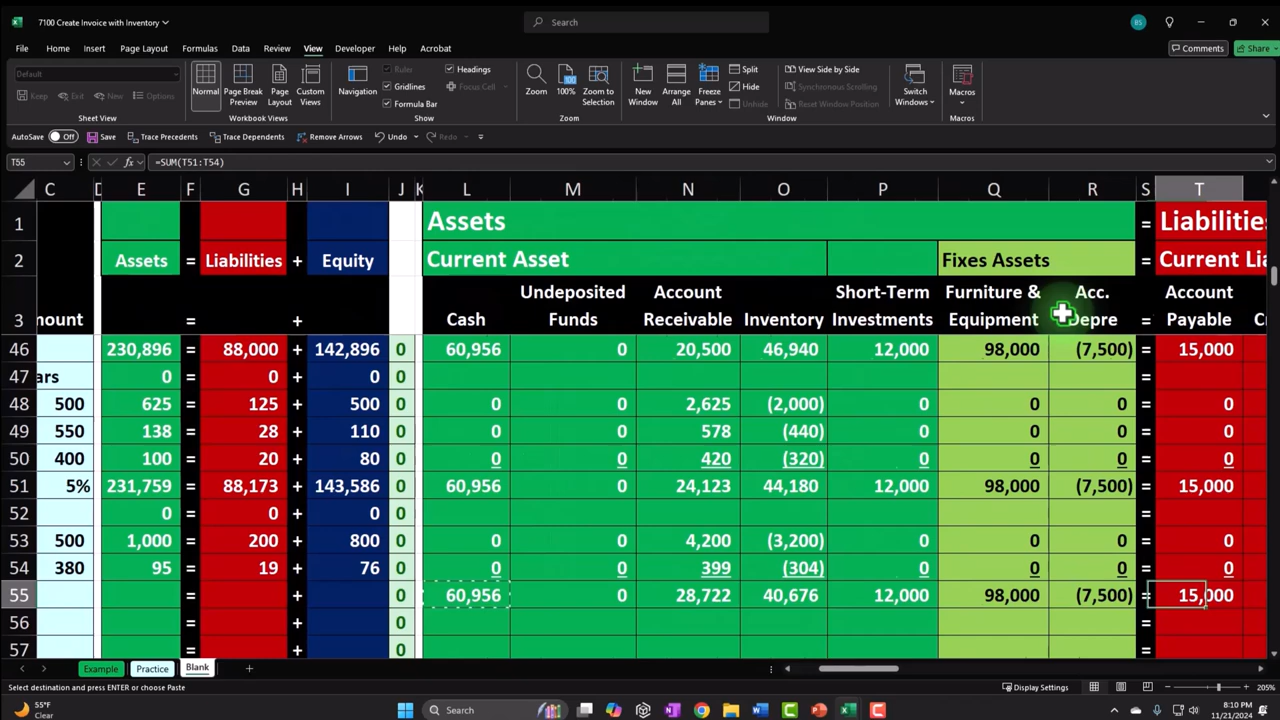 7100 Create Invoice with Inventory
Search
BS
File Home Insert Page Layout Formulas Data Review View Developer Help Acrobat
Comments Share
Default
Keep Exit New Options
Sheet View
Normal Page Break Preview Page Layout Custom Views
Workbook Views
Navigation Ruler Gridlines Formula Bar Headings Focus Cell
Show
Zoom 100% Zoom to Selection
Zoom
New Window Arrange All Freeze Panes Split Hide Unhide View Side by Side Synchronous Scrolling Reset Window Position Switch Windows
Window
Macros
Macros
AutoSave Off Save Trace Precedents Trace Dependents Remove Arrows Undo Redo
T55 fx =SUM(T51:T54)
C D E F G H I J K L M N O P Q R S T
1 Assets = Liabilities
2 Assets = Liabilities + Equity Current Asset Fixes Assets = Current Lia
Undeposited Account Short-Term Furniture & Acc. Account
3 mount = + Cash Funds Receivable Inventory Investments Equipment Depre = Payable C
46 230,896 = 88,000 + 142,896 0 60,956 0 20,500 46,940 12,000 98,000 (7,500) = 15,000
47 ars 0 = 0 + 0 0 =
48 500 625 = 125 + 500 0 0 0 2,625 (2,000) 0 0 0 = 0
49 550 138 = 28 + 110 0 0 0 578 (440) 0 0 0 = 0
50 400 100 = 20 + 80 0 0 0 420 (320) 0 0 0 = 0
51 5% 231,759 = 88,173 + 143,586 0 60,956 0 24,123 44,180 12,000 98,000 (7,500) = 15,000
52 0 = 0 + 0 0 =
53 500 1,000 = 200 + 800 0 0 0 4,200 (3,200) 0 0 0 = 0
54 380 95 = 19 + 76 0 0 0 399 (304) 0 0 0 = 0
55 = + 0 60,956 0 28,722 40,676 12,000 98,000 (7,500) = 15,000
56 = + 0 =
57 = + 0 =
Example Practice Blank
Select destination and press ENTER or choose Paste Display Settings 205%
55°F
Clear
Search
8:10 PM
11/21/2024